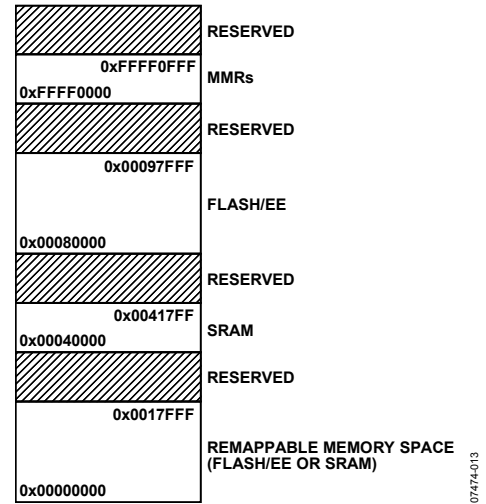 RESERVED
0xFFFF0FFF
MMRs
0xFFFF0000
RESERVED
0x00097FFF
FLASH/EE
0x00080000
RESERVED
0x00417FF
SRAM
0x00040000
RESERVED
0x0017FFF
REMAPPABLE MEMORY SPACE
(FLASH/EE OR SRAM)
0x00000000
07474-013